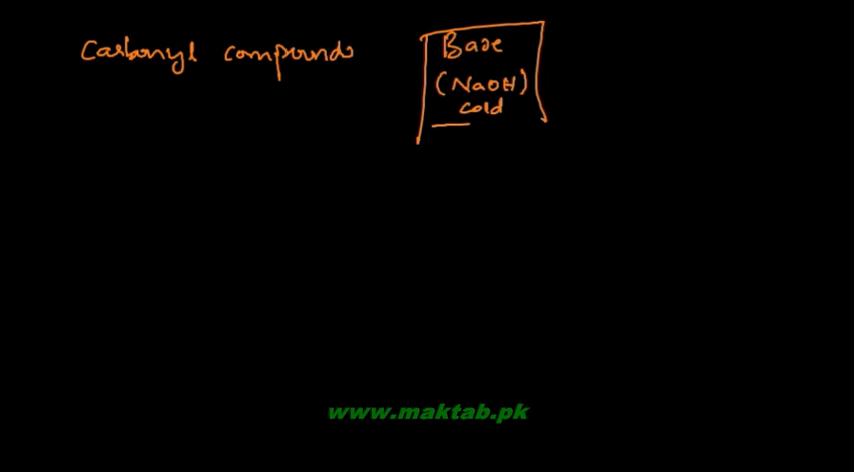 Carbonyl compounds
Base
(NaOH)
cold
www.maktab.pk